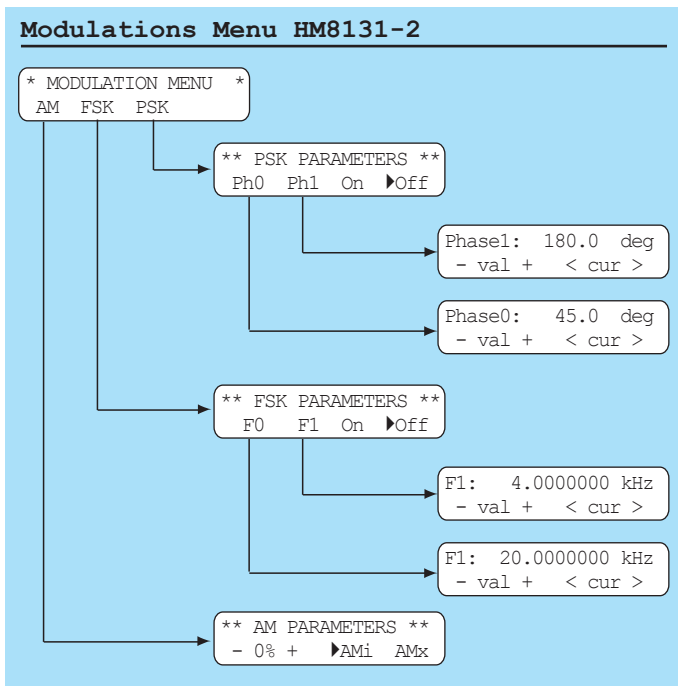 Modulations Menu HM8131-2
* MODULATION MENU *
AM FSK PSK
** PSK PARAMETERS **
Ph0 Ph1 On ▶Off
Phase1: 180.0 deg
- val + < cur >
Phase0: 45.0 deg
- val + < cur >
** FSK PARAMETERS **
F0 F1 On ▶Off
F1: 4.0000000 kHz
- val + < cur >
F1: 20.0000000 kHz
- val + < cur >
** AM PARAMETERS **
- 0% + ▶AMi AMx